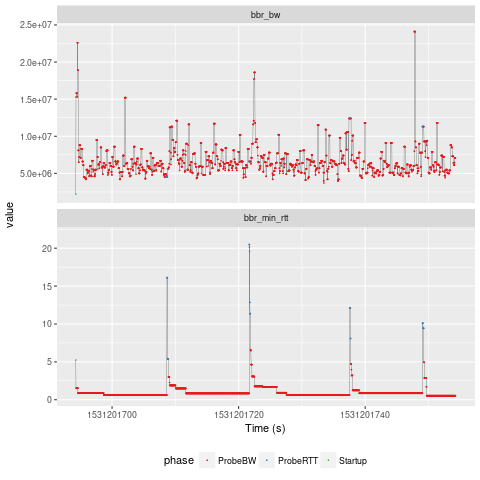 bbr_bw
2.5e+07
2.0e+07
1.5e+07
1.0e+07
5.0e+06
value
bbr_min_rtt
20
15
10
5
0
1531201700 1531201720 1531201740
Time (s)
phase ProbeBW ProbeRTT Startup